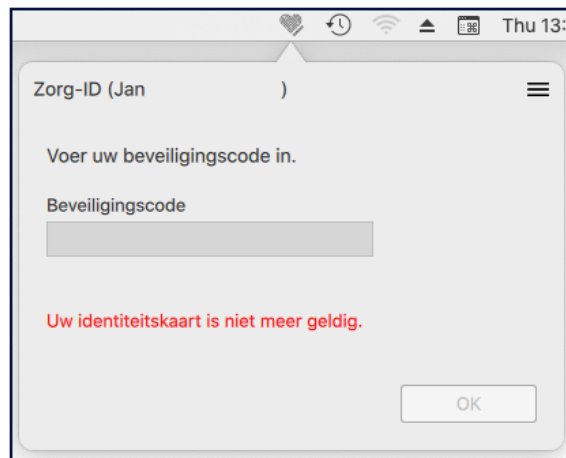 Thu 13:
Zorg-ID (Jan )
Voer uw beveiligingscode in.
Beveiligingscode
Uw identiteitskaart is niet meer geldig.
OK